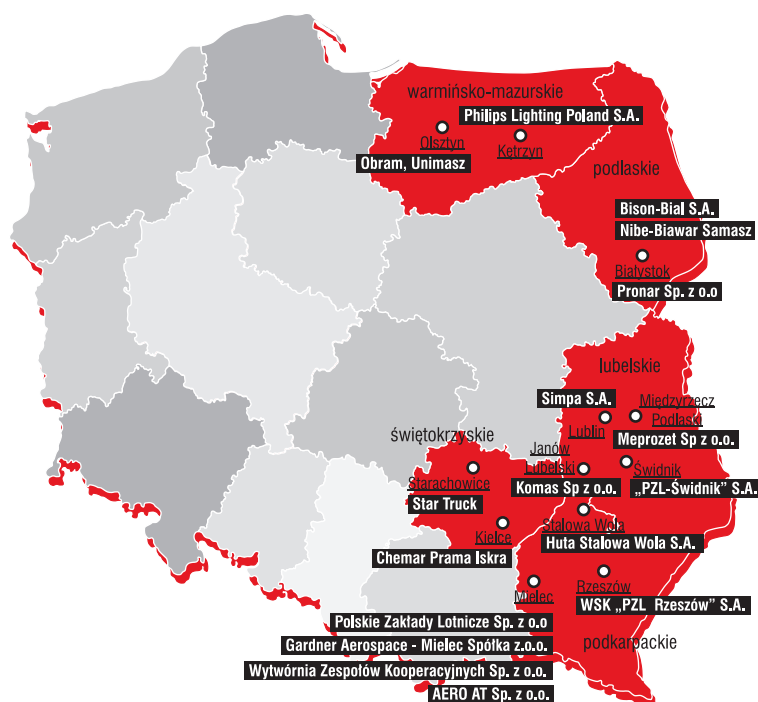 warmińsko-mazurskie
Philips Lighting Poland S.A.
Olsztyn
Kętrzyn
Obram, Unimasz
podlaskie
Bison-Bial S.A.
Nibe-Biawar Samasz
Białystok
Pronar Sp. z o.o
lubelskie
Simpa S.A.
Międzyrzecz
Podlaski
Lublin
Meprozet Sp z o.o.
świętokrzyskie
Janów
Lubelski
Świdnik
Starachowice
Komas Sp z o.o.
„PZL-Świdnik” S.A.
Star Truck
Stalowa Wola
Kielce
Huta Stalowa Wola S.A.
Chemar Prama Iskra
Rzeszów
Mielec
WSK „PZL Rzeszów” S.A.
Polskie Zakłady Lotnicze Sp. z o.o
Gardner Aerospace - Mielec Spółka z.o.o.
podkarpackie
Wytwórnia Zespołów Kooperacyjnych Sp. z o.o.
AERO AT Sp. z o.o.